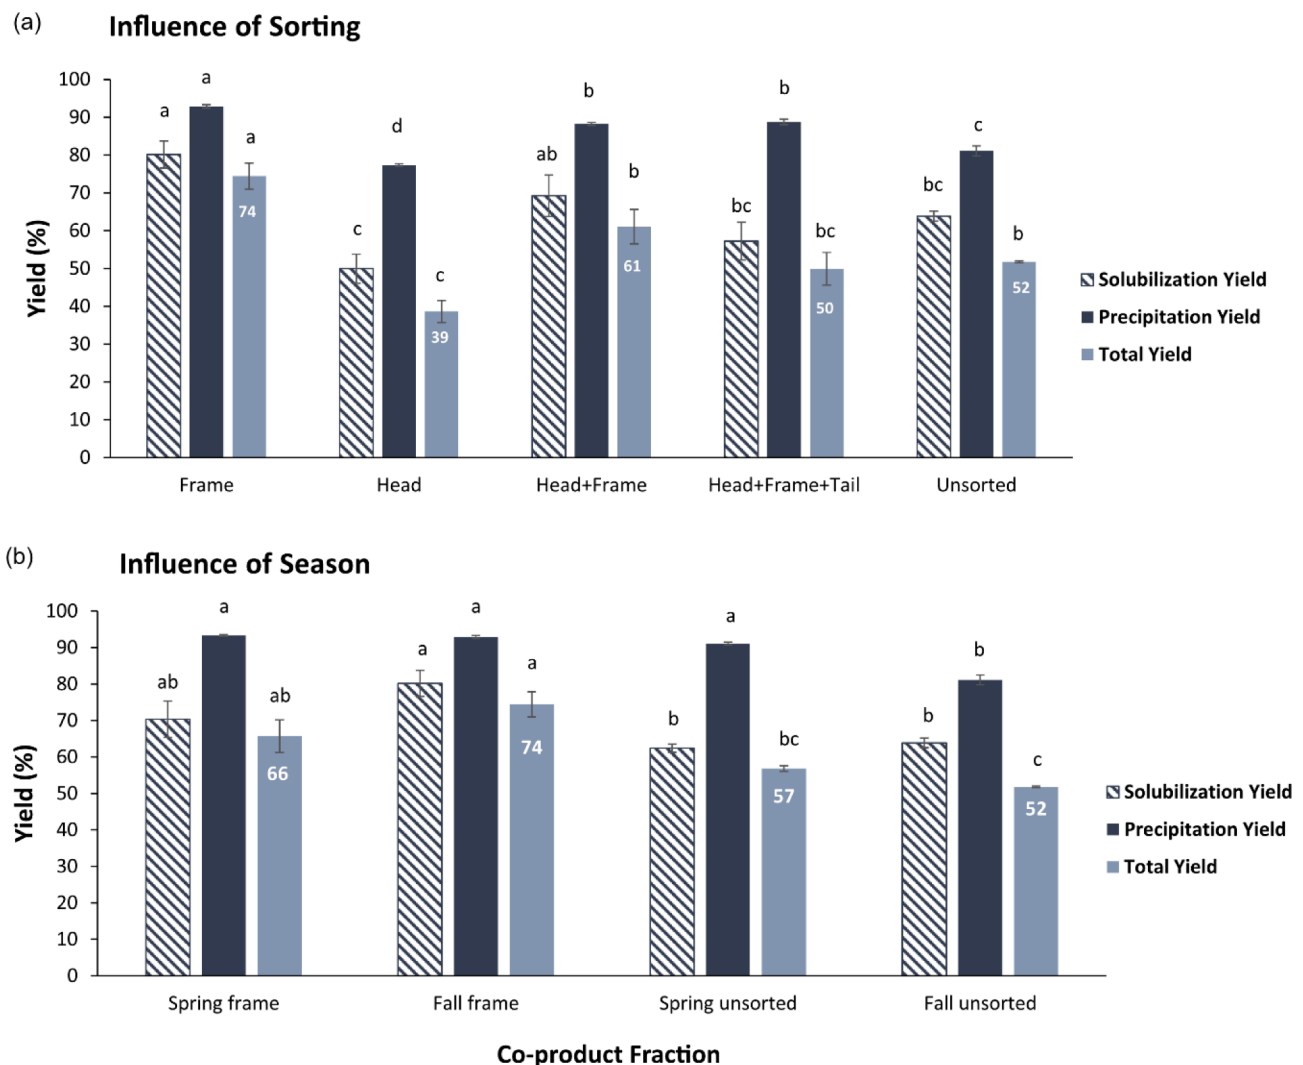 (a)
Influence of Sorting
Yield (%)
100
90
80
70
60
50
40
30
20
10
0
a
a
a
74
c
d
c
39
ab
b
b
61
bc
b
bc
50
bc
c
b
52
Frame
Head
Head+Frame
Head+Frame+Tail
Unsorted
Solubilization Yield
Precipitation Yield
Total Yield
(b)
Influence of Season
Yield (%)
100
90
80
70
60
50
40
30
20
10
0
ab
a
ab
66
a
a
a
74
b
a
bc
57
b
b
c
52
Spring frame
Fall frame
Spring unsorted
Fall unsorted
Solubilization Yield
Precipitation Yield
Total Yield
Co-product Fraction